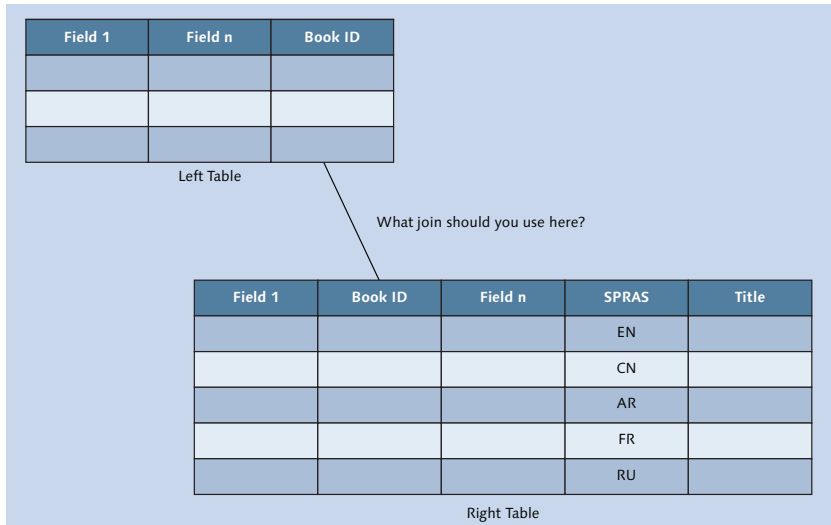 Field 1 Field n Book ID
Left Table
What join should you use here?
Field 1 Book ID Field n SPRAS Title
EN
CN
AR
FR
RU
Right Table